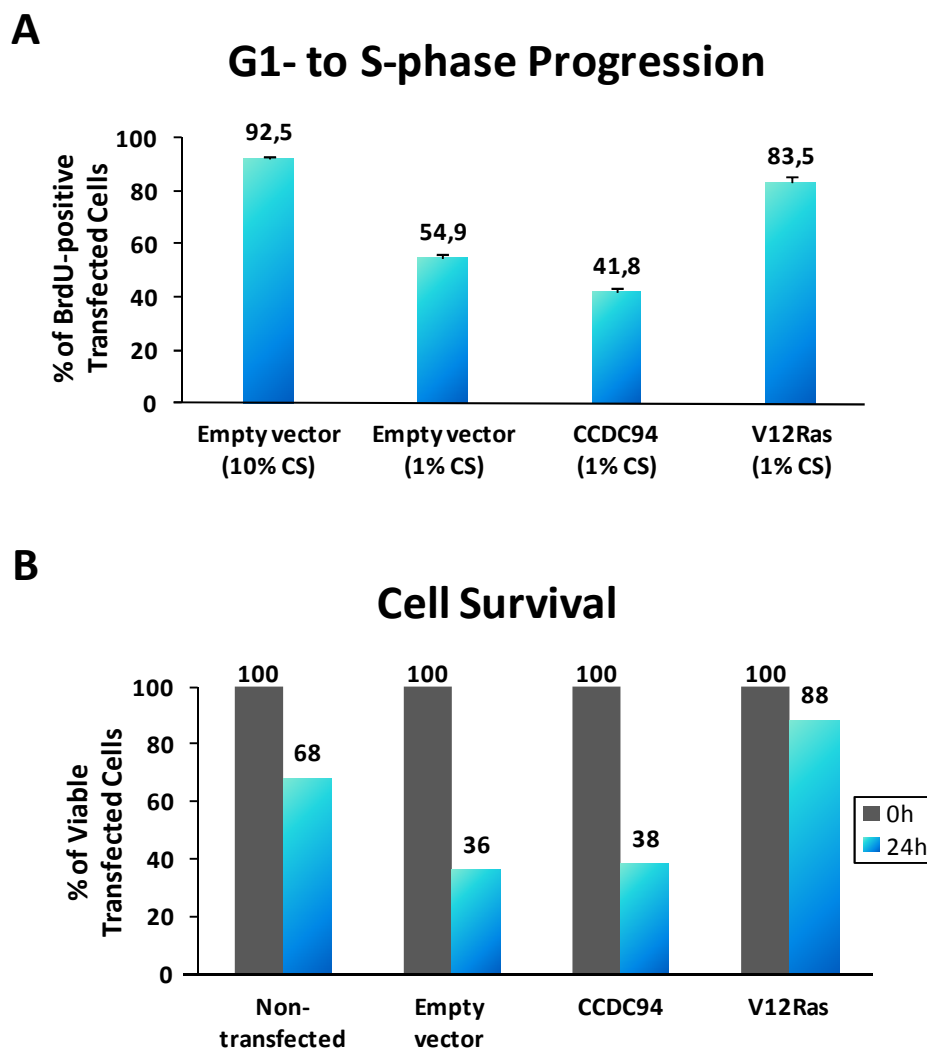 A
G1- to S-phase Progression
% of BrdU-positive
Transfected Cells
100
80
60
40
20
0
92,5
54,9
41,8
83,5
Empty vector
(10% CS)
Empty vector
(1% CS)
CCDC94
(1% CS)
V12Ras
(1% CS)
B
Cell Survival
% of Viable
Transfected Cells
100
80
60
40
20
0
100
68
100
36
100
38
100
88
0h
24h
Non-
transfected
Empty
vector
CCDC94
V12Ras